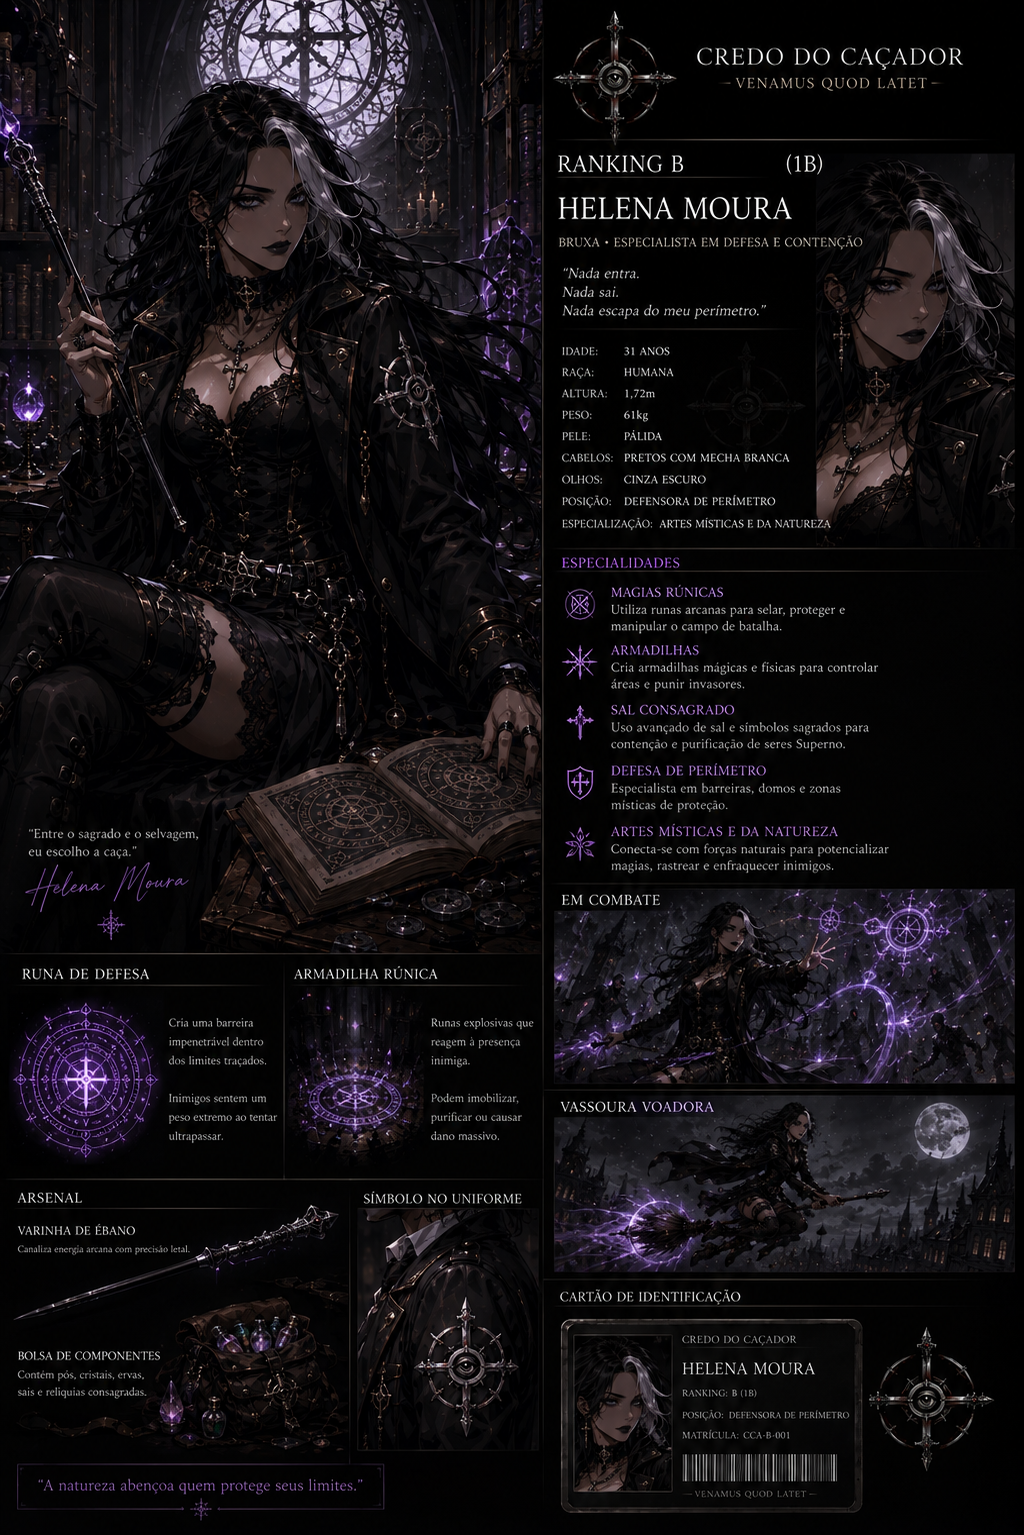 CREDO DO CAÇADOR
VENAMUS QUOD LATET
RANKING B (1B)
HELENA MOURA
BRUXA • ESPECIALISTA EM DEFESA E CONTENÇÃO
"Nada entra.
Nada sai.
Nada escapa do meu perímetro."
IDADE: 31 ANOS
RAÇA: HUMANA
ALTURA: 1,72m
PESO: 61kg
PELE: PÁLIDA
CABELOS: PRETOS COM MECHA BRANCA
OLHOS: CINZA ESCURO
POSIÇÃO: DEFENSORA DE PERÍMETRO
ESPECIALIZAÇÃO: ARTES MÍSTICAS E DA NATUREZA
ESPECIALIDADES
MAGIAS RÚNICAS
Utiliza runas arcanas para selar, proteger e
manipular o campo de batalha.
ARMADILHAS
Cria armadilhas mágicas e físicas para controlar
áreas e punir invasores.
SAL CONSAGRADO
Uso avançado de sal e símbolos sagrados para
contenção e purificação de seres Superno.
DEFESA DE PERÍMETRO
Especialista em barreiras, domos e zonas
místicas de proteção.
ARTES MÍSTICAS E DA NATUREZA
Conecta-se com forças naturais para potencializar
magias, rastrear e enfraquecer inimigos.
"Entre o sagrado e o selvagem,
eu escolho a caça."
Helena Moura
EM COMBATE
RUNA DE DEFESA
Cria uma barreira
impenetrável dentro
dos limites traçados.
Inimigos sentem um
peso extremo ao tentar
ultrapassar.
ARMADILHA RÚNICA
Runas explosivas que
reagem à presença
inimiga.
Podem imobilizar,
purificar ou causar
dano massivo.
VASSOURA VOADORA
ARSENAL
VARINHA DE ÉBANO
Canaliza energia arcana com precisão letal.
BOLSA DE COMPONENTES
Contém pós, cristais, ervas,
sais e reliquias consagradas.
SÍMBOLO NO UNIFORME
CARTÃO DE IDENTIFICAÇÃO
CREDO DO CAÇADOR
HELENA MOURA
RANKING: B (1B)
POSIÇÃO: DEFENSORA DE PERÍMETRO
MATRÍCULA: CCA-B-001
VENAMUS QUOD LATET
"A natureza abençoa quem protege seus limites."